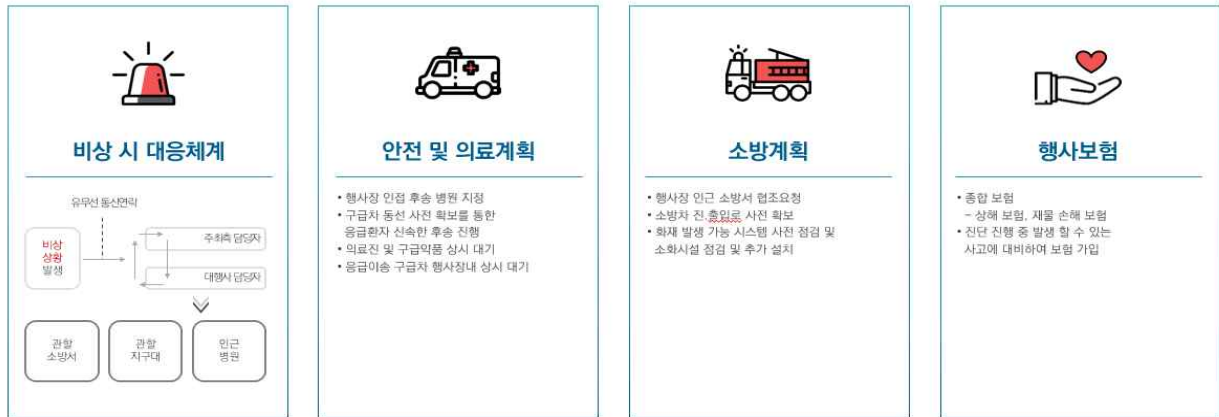 비상 시 대응체계
유무선 통신연락
비상
상황
발생
주최측 담당자
대행사 담당자
관할
소방서
관할
지구대
인근
병원
안전 및 의료계획
• 행사장 인접 후송 병원 지정
• 구급차 동선 사전 확보를 통한
응급환자 신속한 후송 진행
• 의료진 및 구급약품 상시 대기
• 응급이송 구급차 행사장내 상시 대기
소방계획
• 행사장 인근 소방서 협조요청
• 소방차 진.출입로 사전 확보
• 화재 발생 가능 시스템 사전 점검 및
소화시설 점검 및 추가 설치
행사보험
• 종합 보험
– 상해 보험, 재물 손해 보험
• 진단 진행 중 발생 할 수 있는
사고에 대비하여 보험 가입